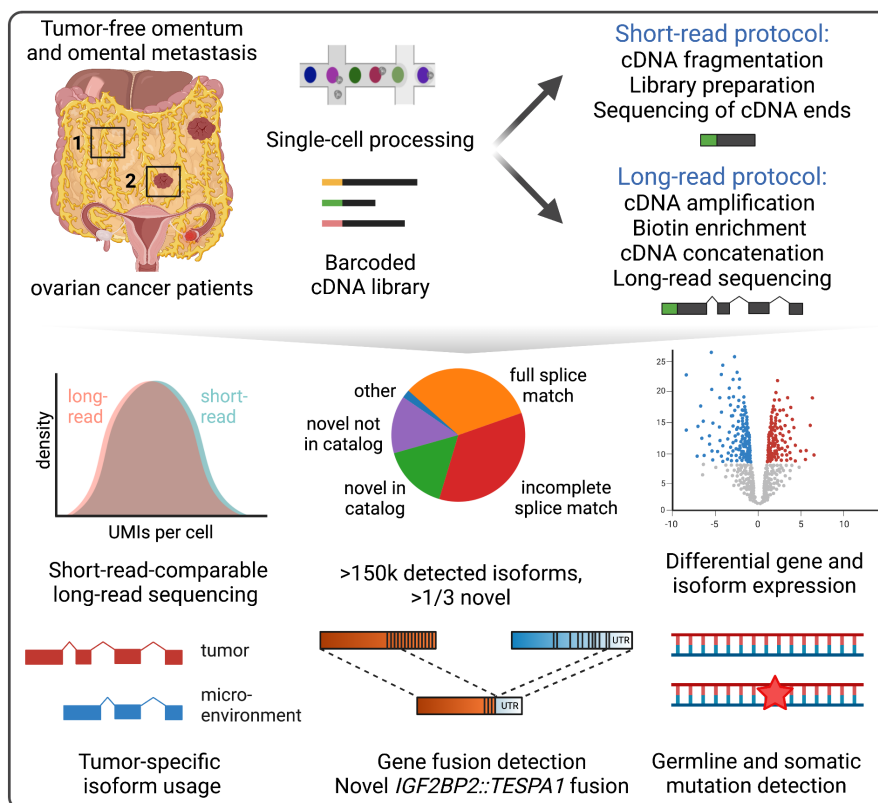 Tumor-free omentum
and omental metastasis
1
2
ovarian cancer patients
Single-cell processing
Barcoded
cDNA library
Short-read protocol:
cDNA fragmentation
Library preparation
Sequencing of cDNA ends
Long-read protocol:
cDNA amplification
Biotin enrichment
cDNA concatenation
Long-read sequencing
density
long-
read
short-
read
UMIs per cell
Short-read-comparable
long-read sequencing
other
full splice
match
novel not
in catalog
novel in
catalog
incomplete
splice match
>150k detected isoforms,
>1/3 novel
25
20
15
10
5
0
-10
-5
0
5
10
Differential gene and
isoform expression
tumor
micro-
environment
Tumor-specific
isoform usage
UTR
UTR
Gene fusion detection
Novel IGF2BP2::TESPA1 fusion
Germline and somatic
mutation detection